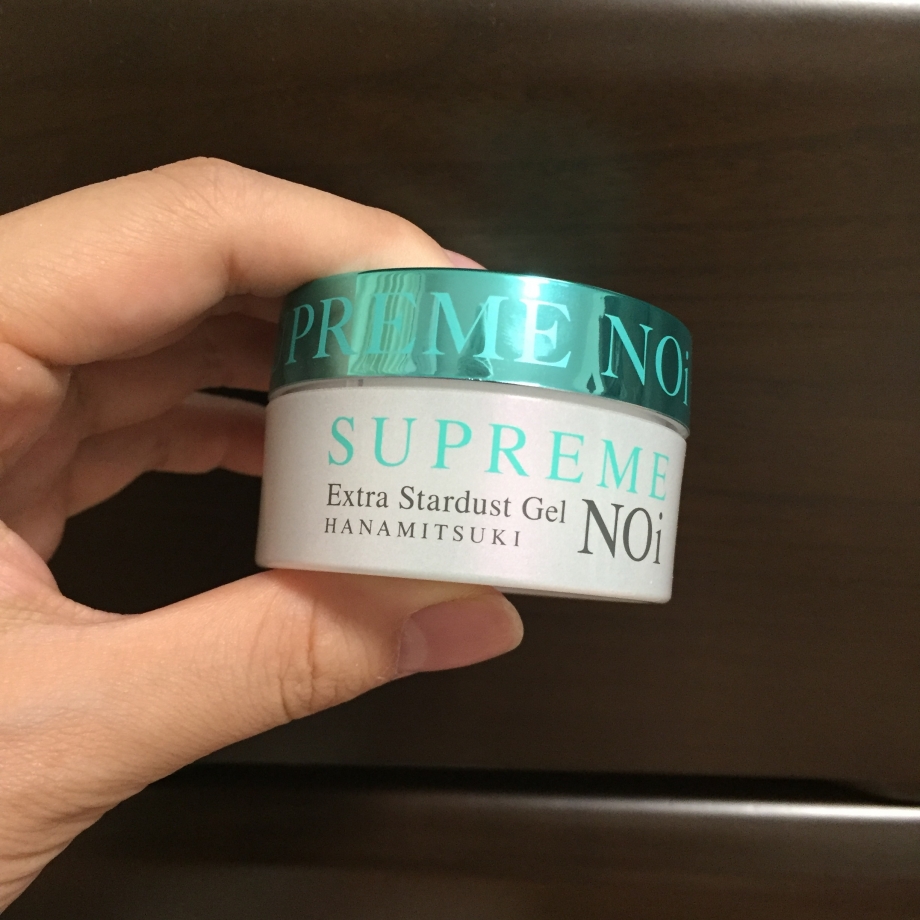 PREME NOi
SUPREME
Extra Stardust Gel
HANAMITSUKI
NOi